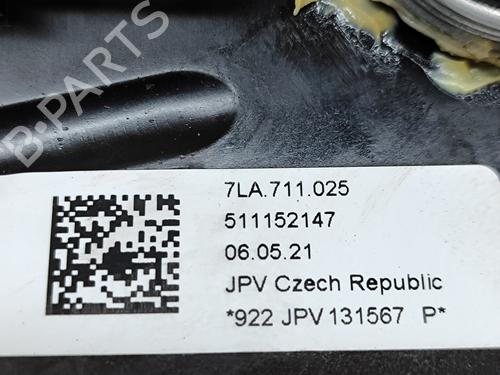 B-PARTS
7LA.711.025
511152147
06.05.21
JPV Czech Republic
*922 JPV 131567 P*